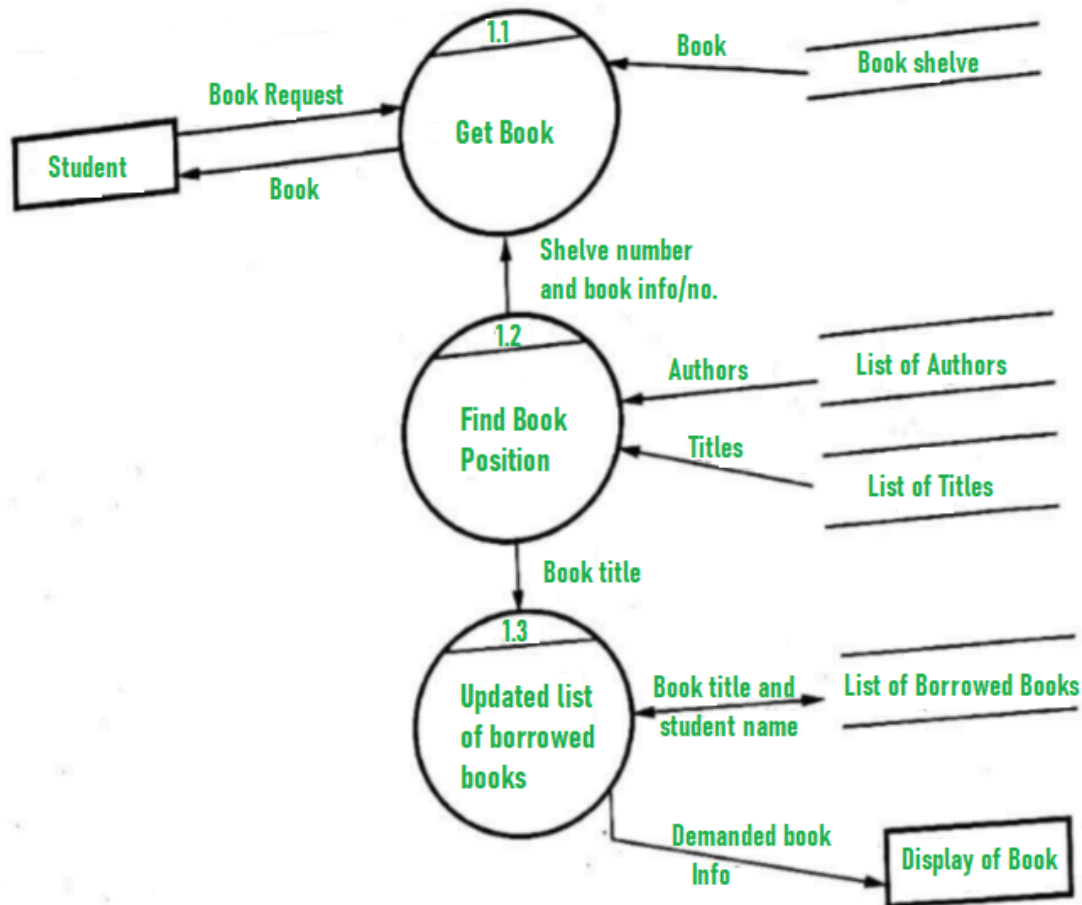 1.1
Book
Book shelve
Book Request
Get Book
Student
Book
Shelve number
and book info/no.
1.2
Authors
List of Authors
Find Book
Position
Titles
List of Titles
Book title
1.3
Updated list
of borrowed
books
Book title and
student name
List of Borrowed Books
Demanded book
Info
Display of Book